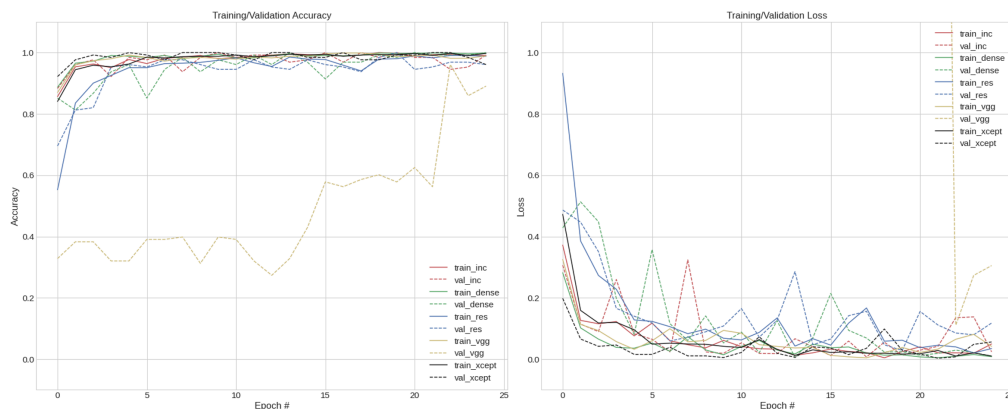 Training/Validation Accuracy
Accuracy
1.0
0.8
0.6
0.4
0.2
0.0
0
5
10
15
20
25
Epoch #
train_inc
val_inc
train_dense
val_dense
train_res
val_res
train_vgg
val_vgg
train_xcept
val_xcept
Training/Validation Loss
Loss
1.0
0.8
0.6
0.4
0.2
0.0
0
5
10
15
20
25
Epoch #
train_inc
val_inc
train_dense
val_dense
train_res
val_res
train_vgg
val_vgg
train_xcept
val_xcept